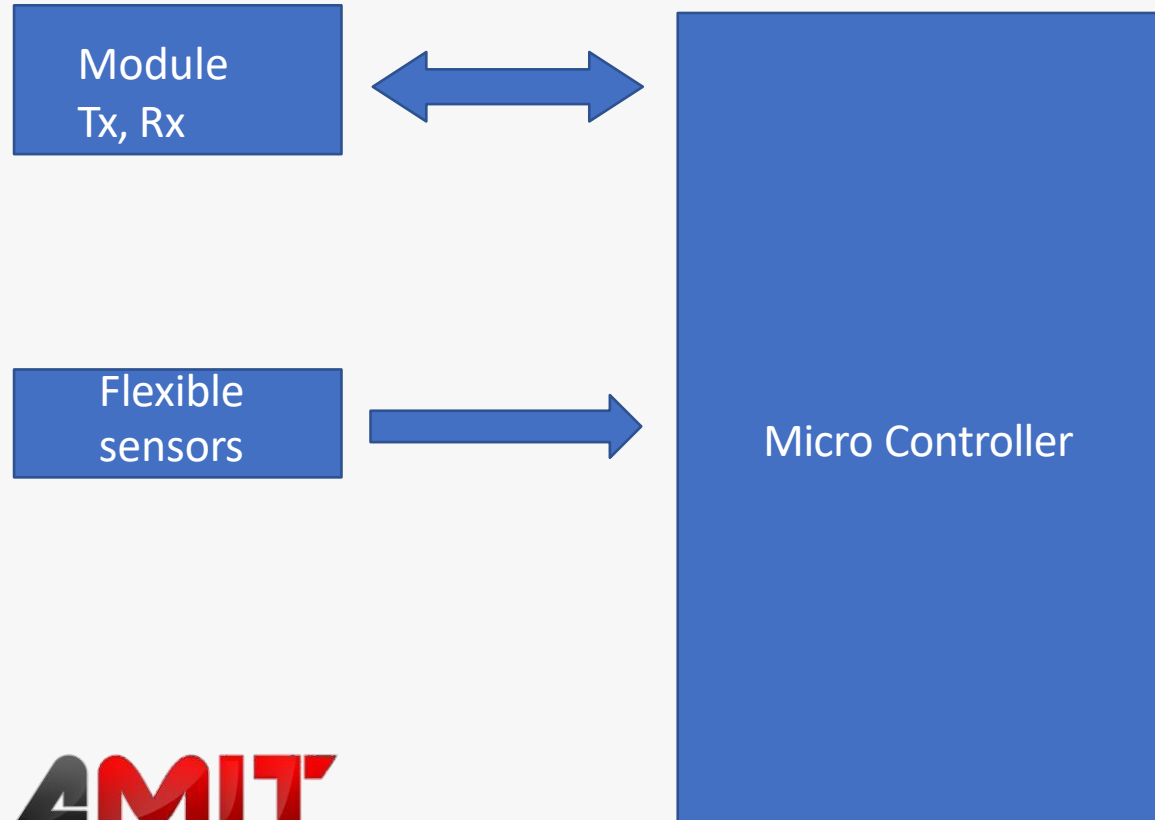 Module
Tx, Rx
Flexible
sensors
Micro Controller
AMIT